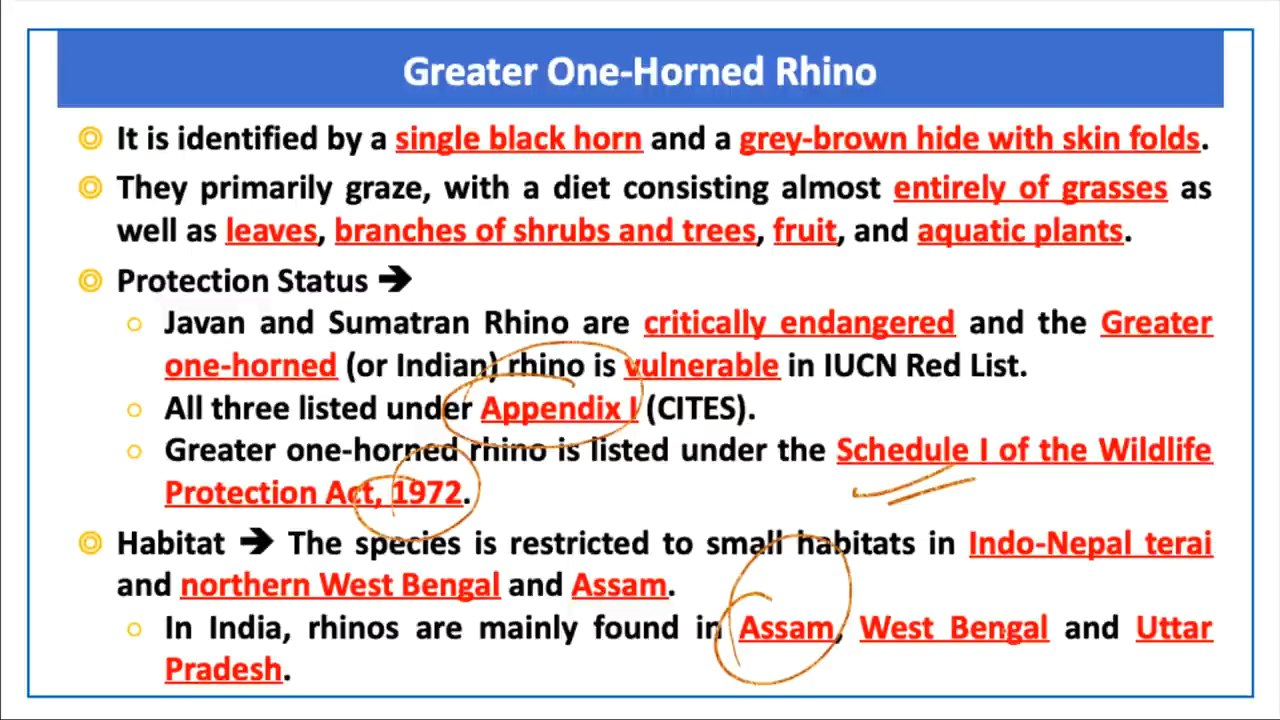 Greater One-Horned Rhino
It is identified by a single black horn and a grey-brown hide with skin folds.
They primarily graze, with a diet consisting almost entirely of grasses as
well as leaves, branches of shrubs and trees, fruit, and aquatic plants.
Protection Status ➔
Javan and Sumatran Rhino are critically endangered and the Greater
one-horned (or Indian) rhino is vulnerable in IUCN Red List.
All three listed under Appendix I (CITES).
Greater one-horned rhino is listed under the Schedule I of the Wildlife
Protection Act, 1972.
Habitat ➔ The species is restricted to small habitats in Indo-Nepal terai
and northern West Bengal and Assam.
In India, rhinos are mainly found in Assam, West Bengal and Uttar
Pradesh.